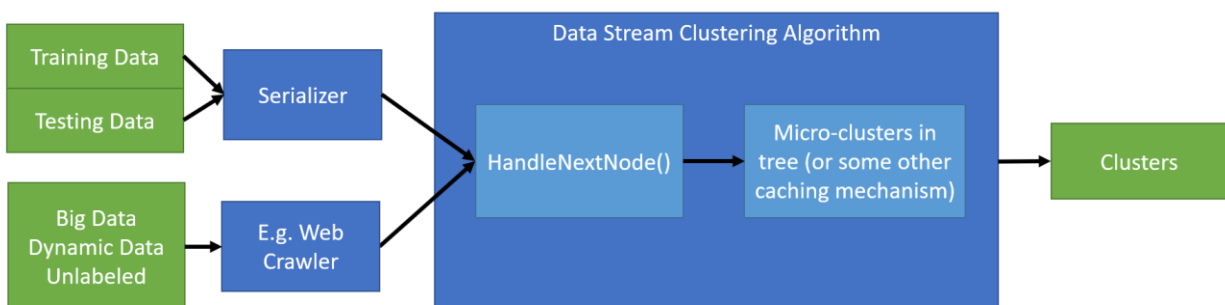 Training Data
Testing Data
Serializer
Big Data
Dynamic Data
Unlabeled
E.g. Web
Crawler
Data Stream Clustering Algorithm
HandleNextNode()
Micro-clusters in
tree (or some other
caching mechanism)
Clusters